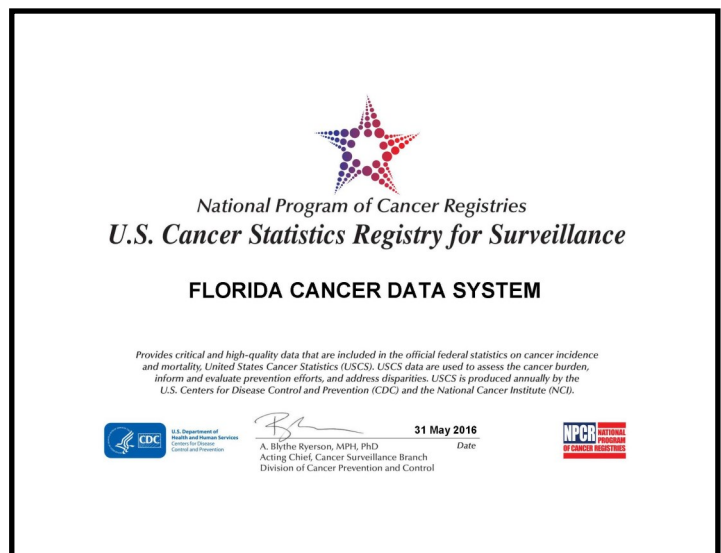 National Program of Cancer Registries
U.S. Cancer Statistics Registry for Surveillance
FLORIDA CANCER DATA SYSTEM
Provides critical and high-quality data that are included in the official federal statistics on cancer incidence
and mortality, United States Cancer Statistics (USCS). USCS data are used to assess the cancer burden,
inform and evaluate prevention efforts, and address disparities. USCS is produced annually by the
U.S. Centers for Disease Control and Prevention (CDC) and the National Cancer Institute (NCI).
CDC
U.S. Department of
Health and Human Services
Centers for Disease
Control and Prevention
31 May 2016
A. Blythe Ryerson, MPH, PhD Date
Acting Chief, Cancer Surveillance Branch
Division of Cancer Prevention and Control
NPCR NATIONAL
PROGRAM
OF CANCER REGISTRIES